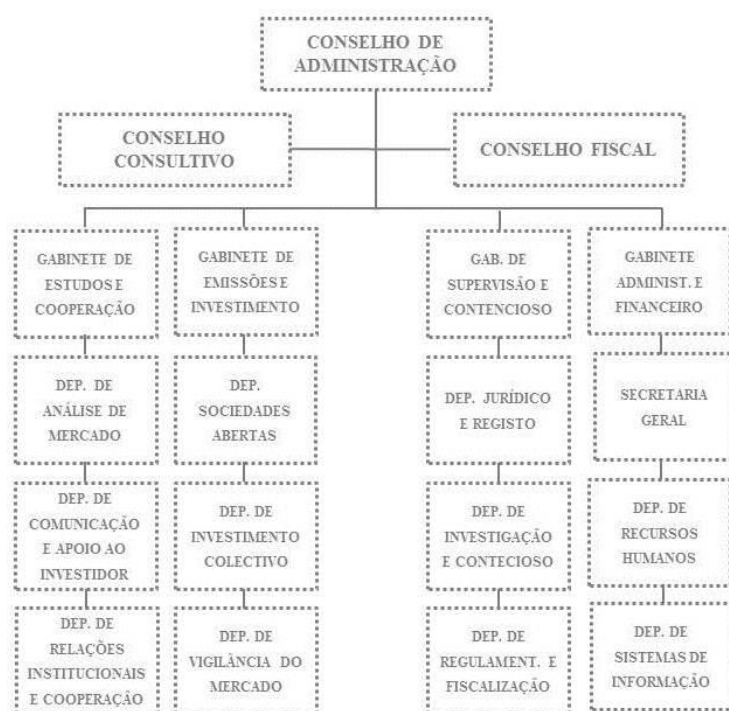 CONSELHO DE
ADMINISTRAÇÃO
CONSELHO
CONSULTIVO
CONSELHO FISCAL
GABINETE DE
ESTUDOS E
COOPERAÇÃO
GABINETE DE
EMISSÕES E
INVESTIMENTO
GAB. DE
SUPERVISÃO E
CONTENCIOSO
GABINETE
ADMINIST. E
FINANCEIRO
DEP. DE
ANÁLISE DE
MERCADO
DEP.
SOCIEDADES
ABERTAS
DEP. JURÍDICO
E REGISTO
SECRETARIA
GERAL
DEP. DE
COMUNICAÇÃO
E APOIO AO
INVESTIDOR
DEP. DE
INVESTIMENTO
COLECTIVO
DEP. DE
INVESTIGAÇÃO
E CONTECIOSO
DEP. DE
RECURSOS
HUMANOS
DEP. DE
RELAÇÕES
INSTITUCIONAIS
E COOPERAÇÃO
DEP. DE
VIGILÂNCIA DO
MERCADO
DEP. DE
REGULAMENT. E
FISCALIZAÇÃO
DEP. DE
SISTEMAS DE
INFORMAÇÃO